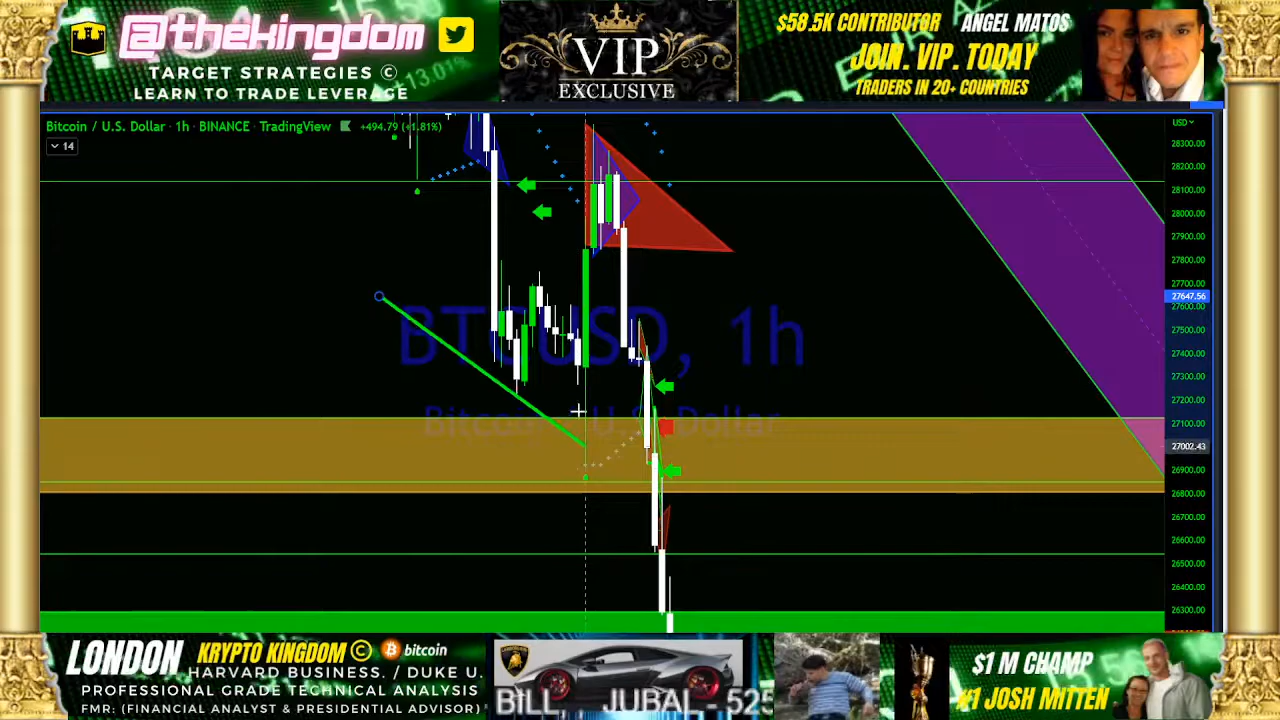 @thekingdom
TARGET STRATEGIES ©
LEARN TO TRADE LEVERAGE
VIP
EXCLUSIVE
$58.5K CONTRIBUTOR ANGEL MATOS
JOIN. VIP. TODAY
TRADERS IN 20+ COUNTRIES
Bitcoin / U.S. Dollar · 1h · BINANCE · TradingView +494.79 (+1.81%)
14
USD
28300.00
28200.00
28100.00
28000.00
27900.00
27800.00
27700.00
27647.56
27600.00
27500.00
27400.00
27300.00
27200.00
27100.00
27002.43
26900.00
26800.00
26700.00
26600.00
26500.00
26400.00
26300.00
BTCUSD, 1h
Bitcoin / U.S. Dollar
LONDON KRYPTO KINGDOM © bitcoin
HARVARD BUSINESS. / DUKE U.
PROFESSIONAL GRADE TECHNICAL ANALYSIS
FMR: (FINANCIAL ANALYST & PRESIDENTIAL ADVISOR)
BILL. JUBAL - 525
$1 M CHAMP
#1 JOSH MITTEN